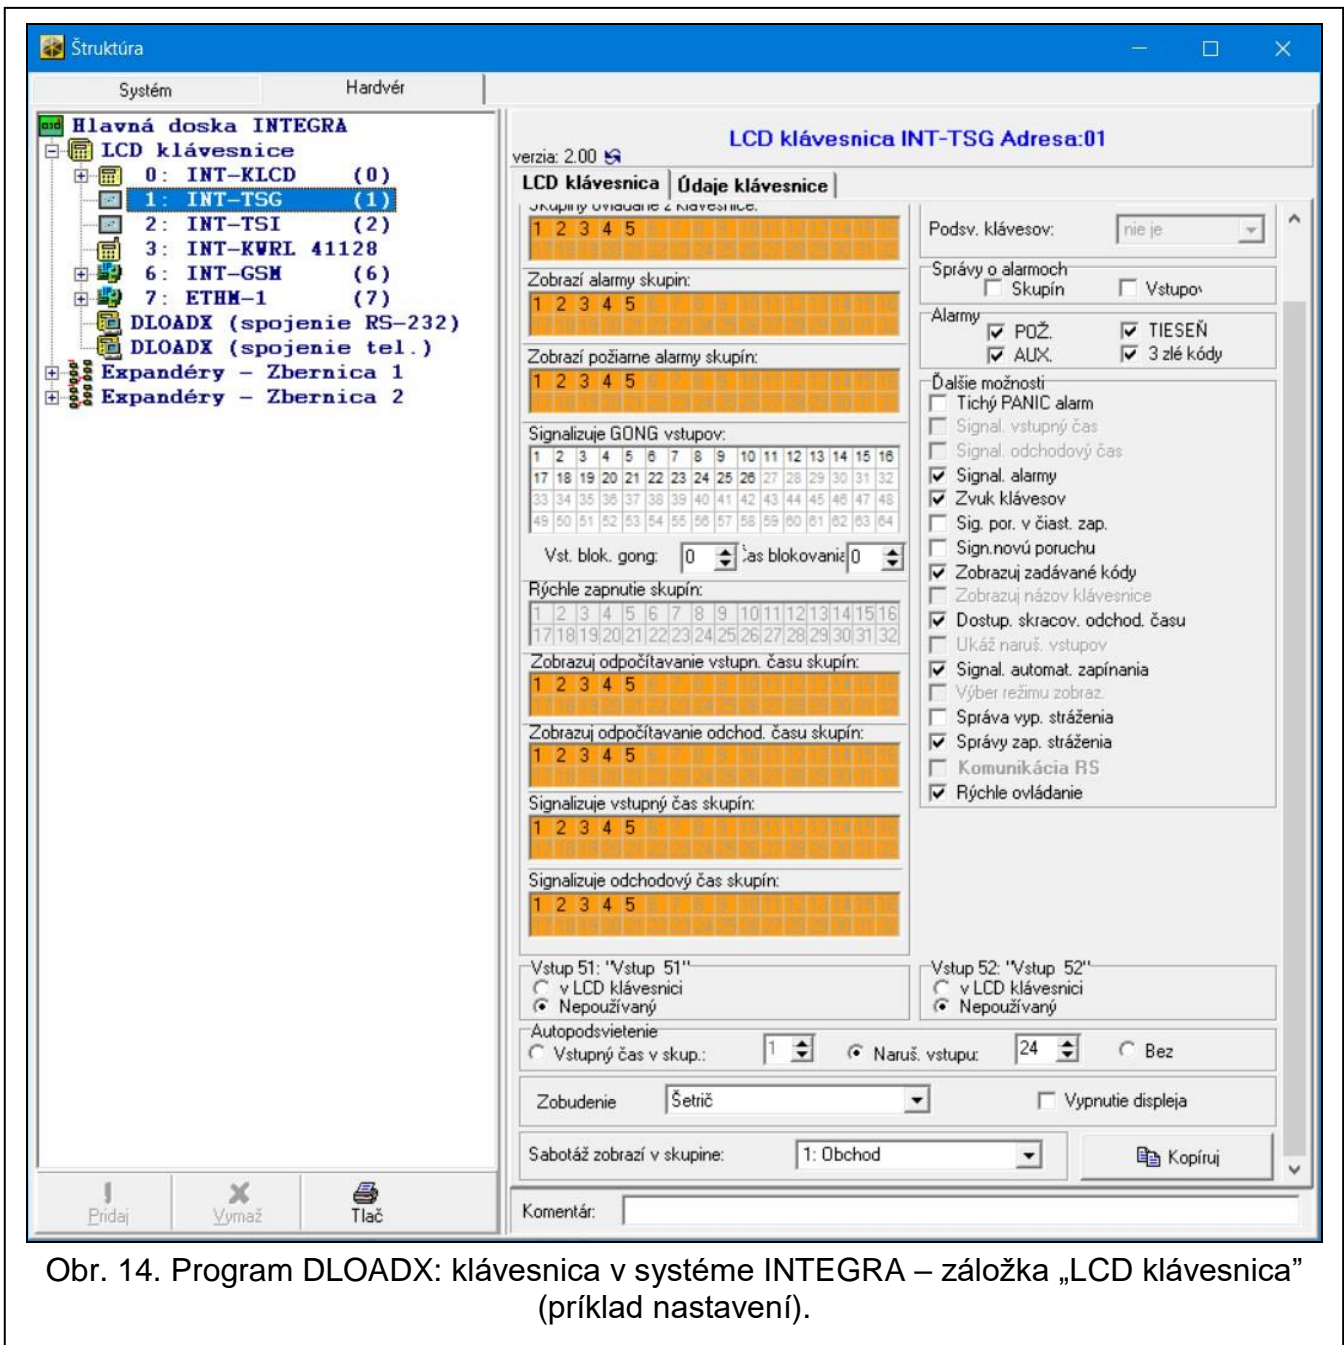 Štruktúra
Systém Hardvér
Hlavná doska INTEGRA
LCD klávesnice
0: INT-KLCD (0)
1: INT-TSG (1)
2: INT-TSI (2)
3: INT-KWRL 41128
6: INT-GSM (6)
7: ETHM-1 (7)
DLOADX (spojenie RS-232)
DLOADX (spojenie tel.)
Expandéry - Zbernica 1
Expandéry - Zbernica 2
Pridaj Vymaž Tlač
LCD klávesnica INT-TSG Adresa:01
verzia: 2.00
LCD klávesnica Údaje klávesnice
Skupiny ovládané z klávesnice:
1 2 3 4 5
Zobrazí alarmy skupin:
1 2 3 4 5
Zobrazí požiarne alarmy skupín:
1 2 3 4 5
Signalizuje GONG vstupov:
1 2 3 4 5 6 7 8 9 10 11 12 13 14 15 16
17 18 19 20 21 22 23 24 25 26 27 28 29 30 31 32
33 34 35 36 37 38 39 40 41 42 43 44 45 46 47 48
49 50 51 52 53 54 55 56 57 58 59 60 61 62 63 64
Vst. blok. gong: 0 as blokovania 0
Rýchle zapnutie skupín:
1 2 3 4 5 6 7 8 9 10 11 12 13 14 15 16
17 18 19 20 21 22 23 24 25 26 27 28 29 30 31 32
Zobrazuj odpočítavanie vstupn. času skupín:
1 2 3 4 5
Zobrazuj odpočítavanie odchod. času skupín:
1 2 3 4 5
Signalizuje vstupný čas skupín:
1 2 3 4 5
Signalizuje odchodový čas skupín:
1 2 3 4 5
Podsv. klávesov: nie je
Správy o alarmoch
Skupín Vstupov
Alarmy
POŽ. TIESEŇ
AUX. 3 zlé kódy
Ďalšie možnosti
Tichý PANIC alarm
Signal. vstupný čas
Signal. odchodový čas
Signal. alarmy
Zvuk klávesov
Sig. por. v čiast. zap.
Sign.novú poruchu
Zobrazuj zadávané kódy
Zobrazuj názov klávesnice
Dostup. skracov. odchod. času
Ukáž naruš. vstupov
Signal. automat. zapínania
Výber režimu zobraz.
Správa vyp. stráženia
Správy zap. stráženia
Komunikácia RS
Rýchle ovládanie
Vstup 51: "Vstup 51"
v LCD klávesnici
Nepoužívaný
Vstup 52: "Vstup 52"
v LCD klávesnici
Nepoužívaný
Autopodsvietenie
Vstupný čas v skup.: 1 Naruš. vstupu: 24 Bez
Zobudenie Šetrič Vypnutie displeja
Sabotáž zobrazí v skupine: 1: Obchod Kopíruj
Komentár:
Obr. 14. Program DLOADX: klávesnica v systéme INTEGRA – záložka „LCD klávesnica”
(príklad nastavení).